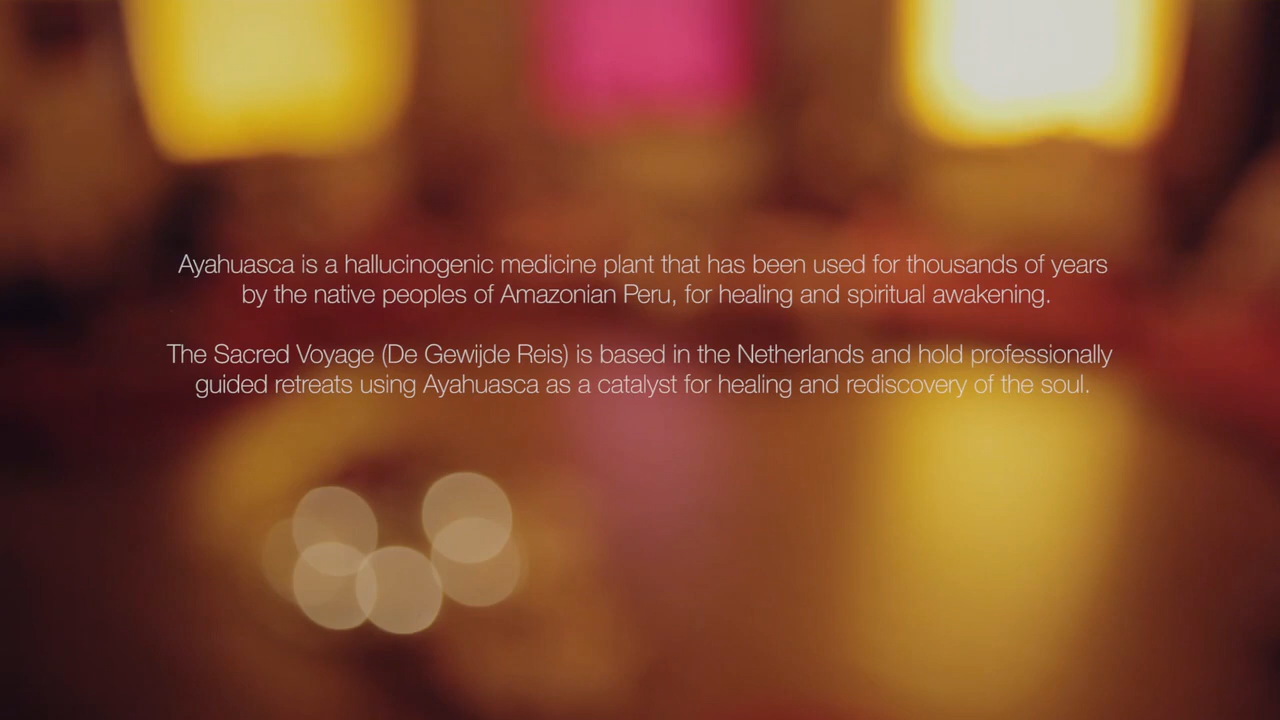 Ayahuasca is a hallucinogenic medicine plant that has been used for thousands of years
by the native peoples of Amazonian Peru, for healing and spiritual awakening.
The Sacred Voyage (De Gewijde Reis) is based in the Netherlands and hold professionally
guided retreats using Ayahuasca as a catalyst for healing and rediscovery of the soul.